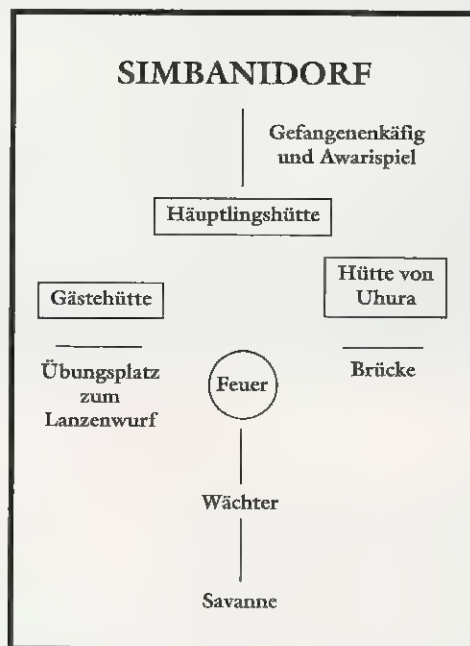 SIMBANIDORF
Gefangenenkäfig
und Awarispiel
Häuptlingshütte
Hütte von
Uhura
Gästehütte
Übungsplatz
zum
Lanzenwurf
Feuer
Brücke
Wächter
Savanne